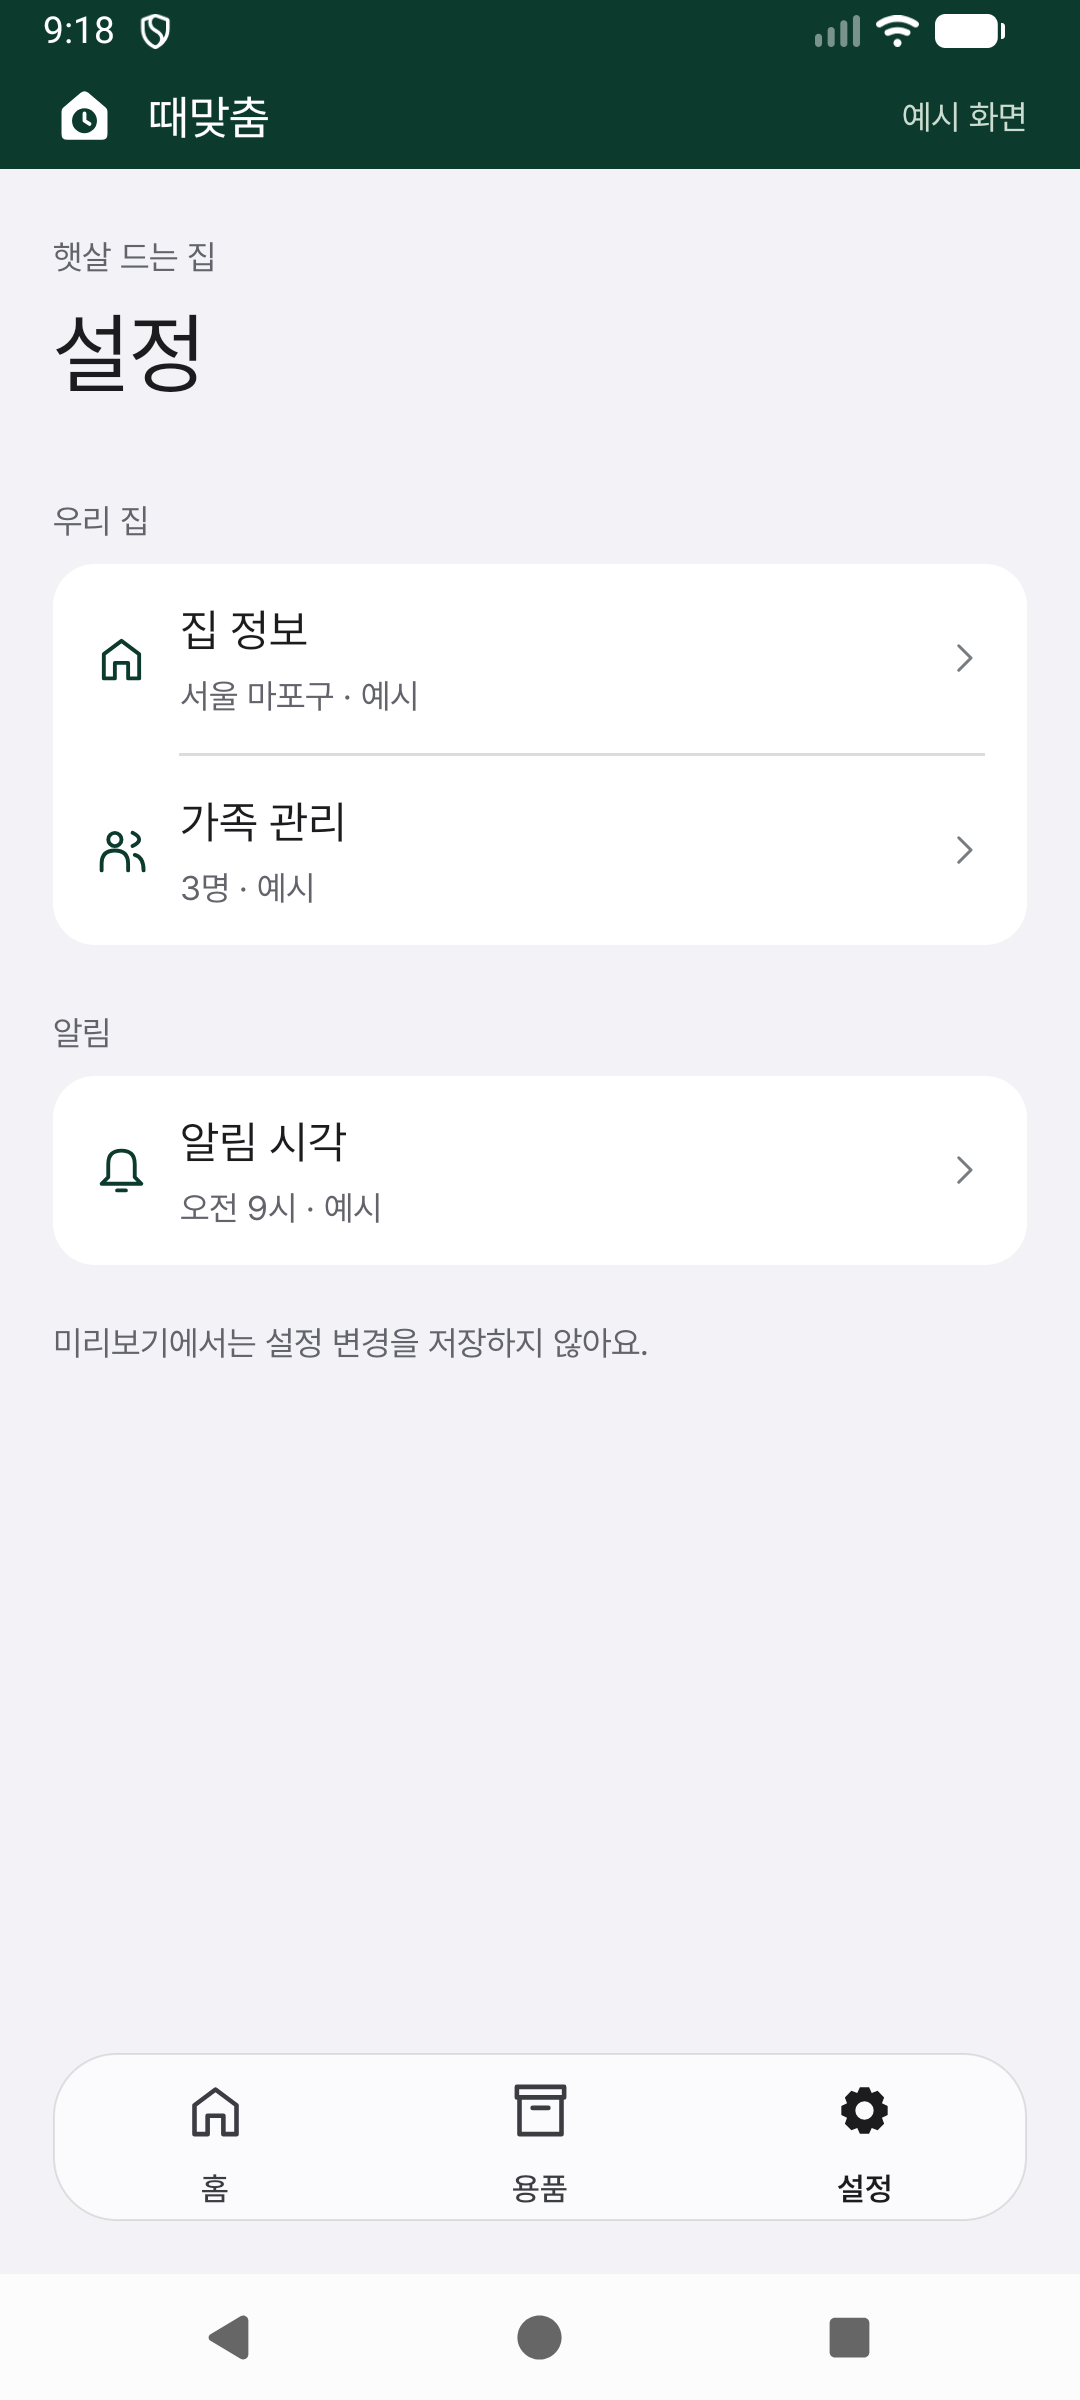 9:18
때맞춤
예시 화면
햇살 드는 집
설정
우리 집
집 정보
서울 마포구 · 예시
가족 관리
3명 · 예시
알림
알림 시각
오전 9시 · 예시
미리보기에서는 설정 변경을 저장하지 않아요.
홈
용품
설정